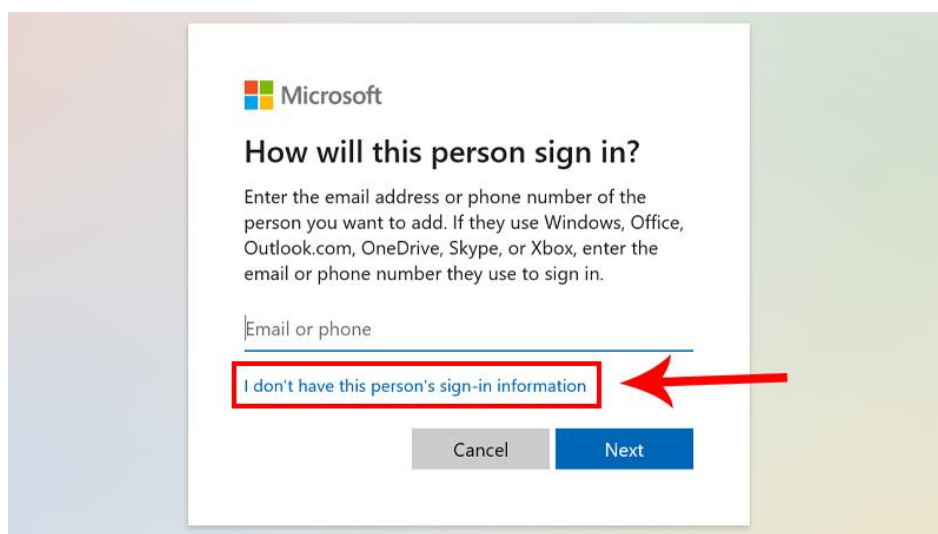 Microsoft
How will this person sign in?
Enter the email address or phone number of the
person you want to add. If they use Windows, Office,
Outlook.com, OneDrive, Skype, or Xbox, enter the
email or phone number they use to sign in.
Email or phone
I don't have this person's sign-in information
Cancel Next